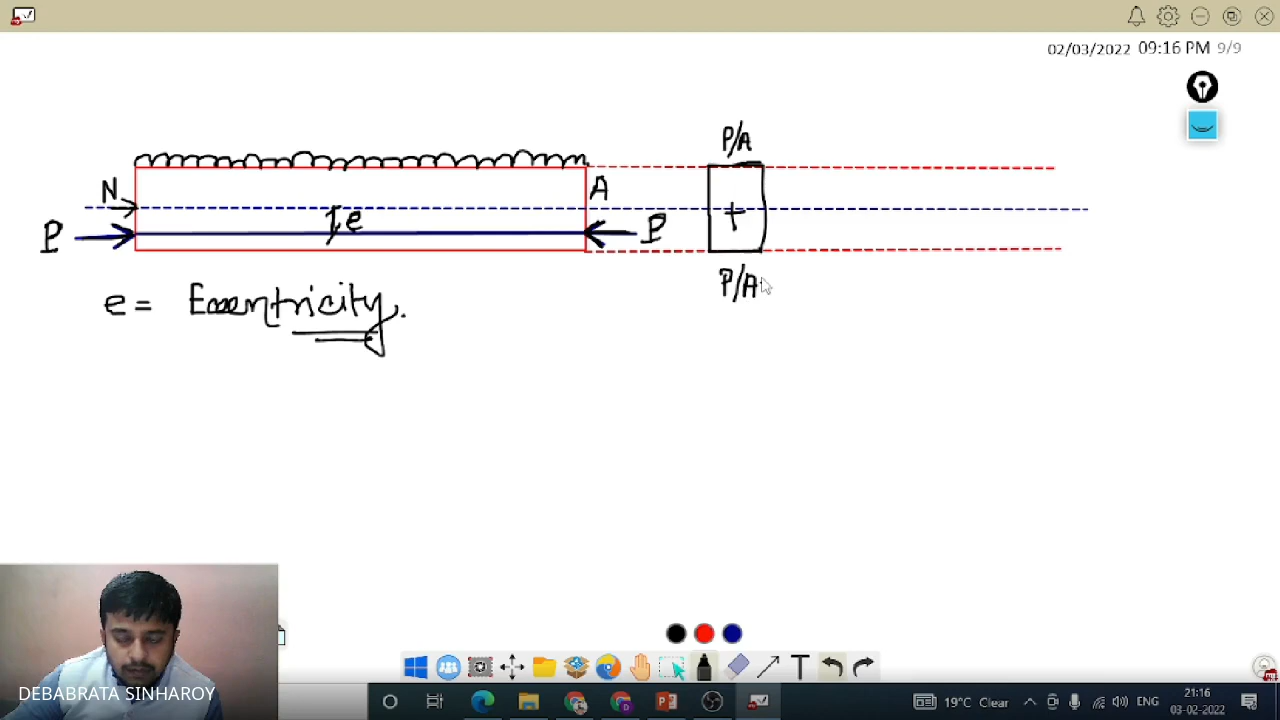 02/03/2022 09:16 PM 9/9
P/A
N
A
e
P
P
P/A
e = Eccentricity.
DEBABRATA SINHAROY
T
19°C Clear
ENG
21:16
03-02-2022